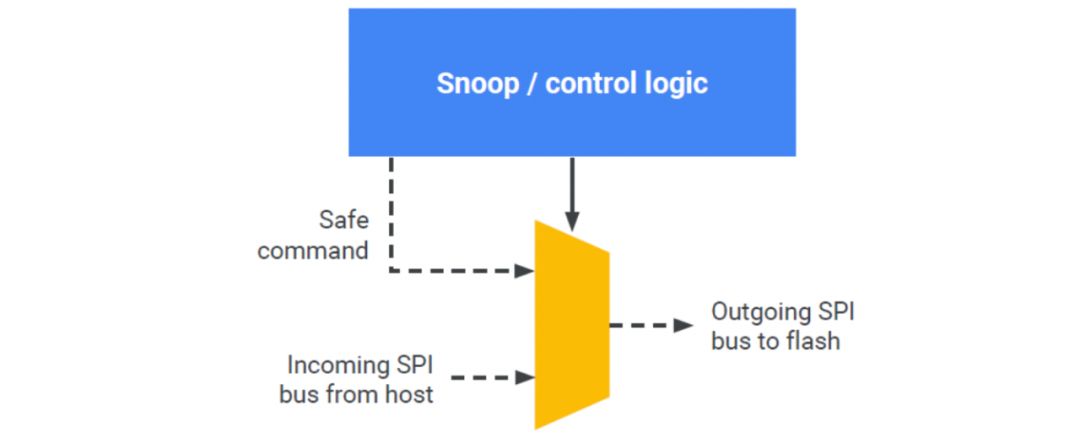 Snoop / control logic
Safe
command
Incoming SPI
bus from host
Outgoing SPI
bus to flash